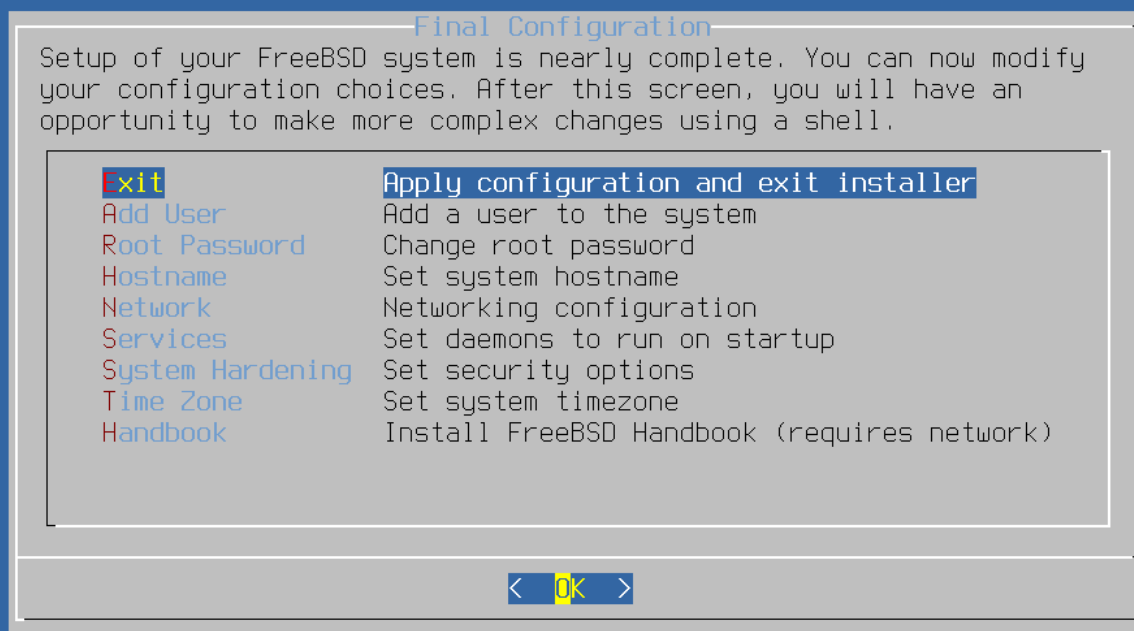 Final Configuration
Setup of your FreeBSD system is nearly complete. You can now modify
your configuration choices. After this screen, you will have an
opportunity to make more complex changes using a shell.
Exit Apply configuration and exit installer
Add User Add a user to the system
Root Password Change root password
Hostname Set system hostname
Network Networking configuration
Services Set daemons to run on startup
System Hardening Set security options
Time Zone Set system timezone
Handbook Install FreeBSD Handbook (requires network)
< OK >